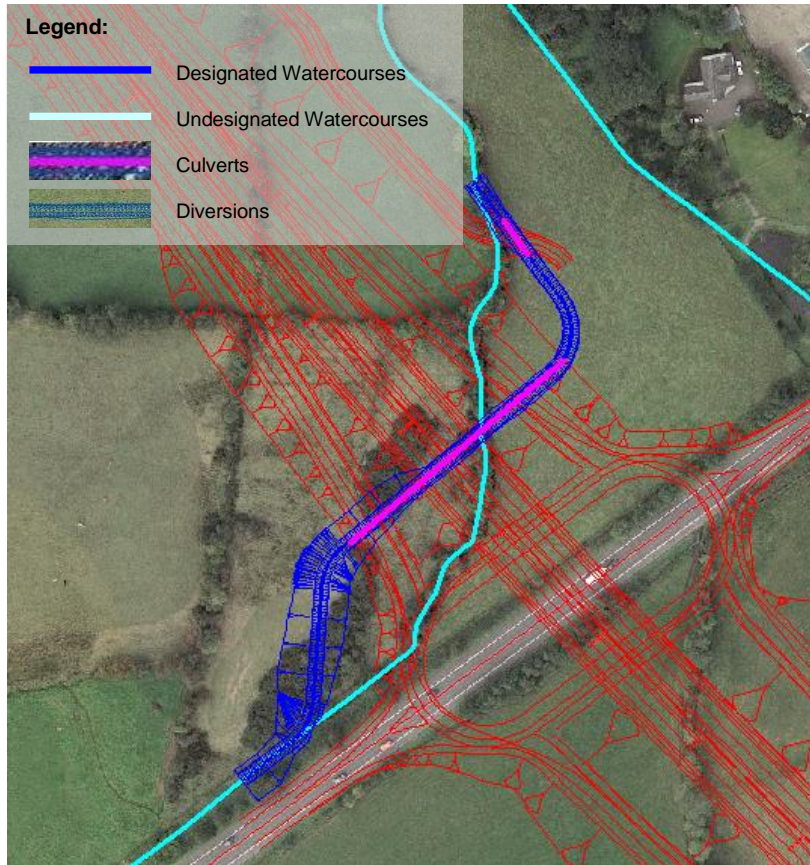 Legend:
Designated Watercourses
Undesignated Watercourses
Culverts
Diversions